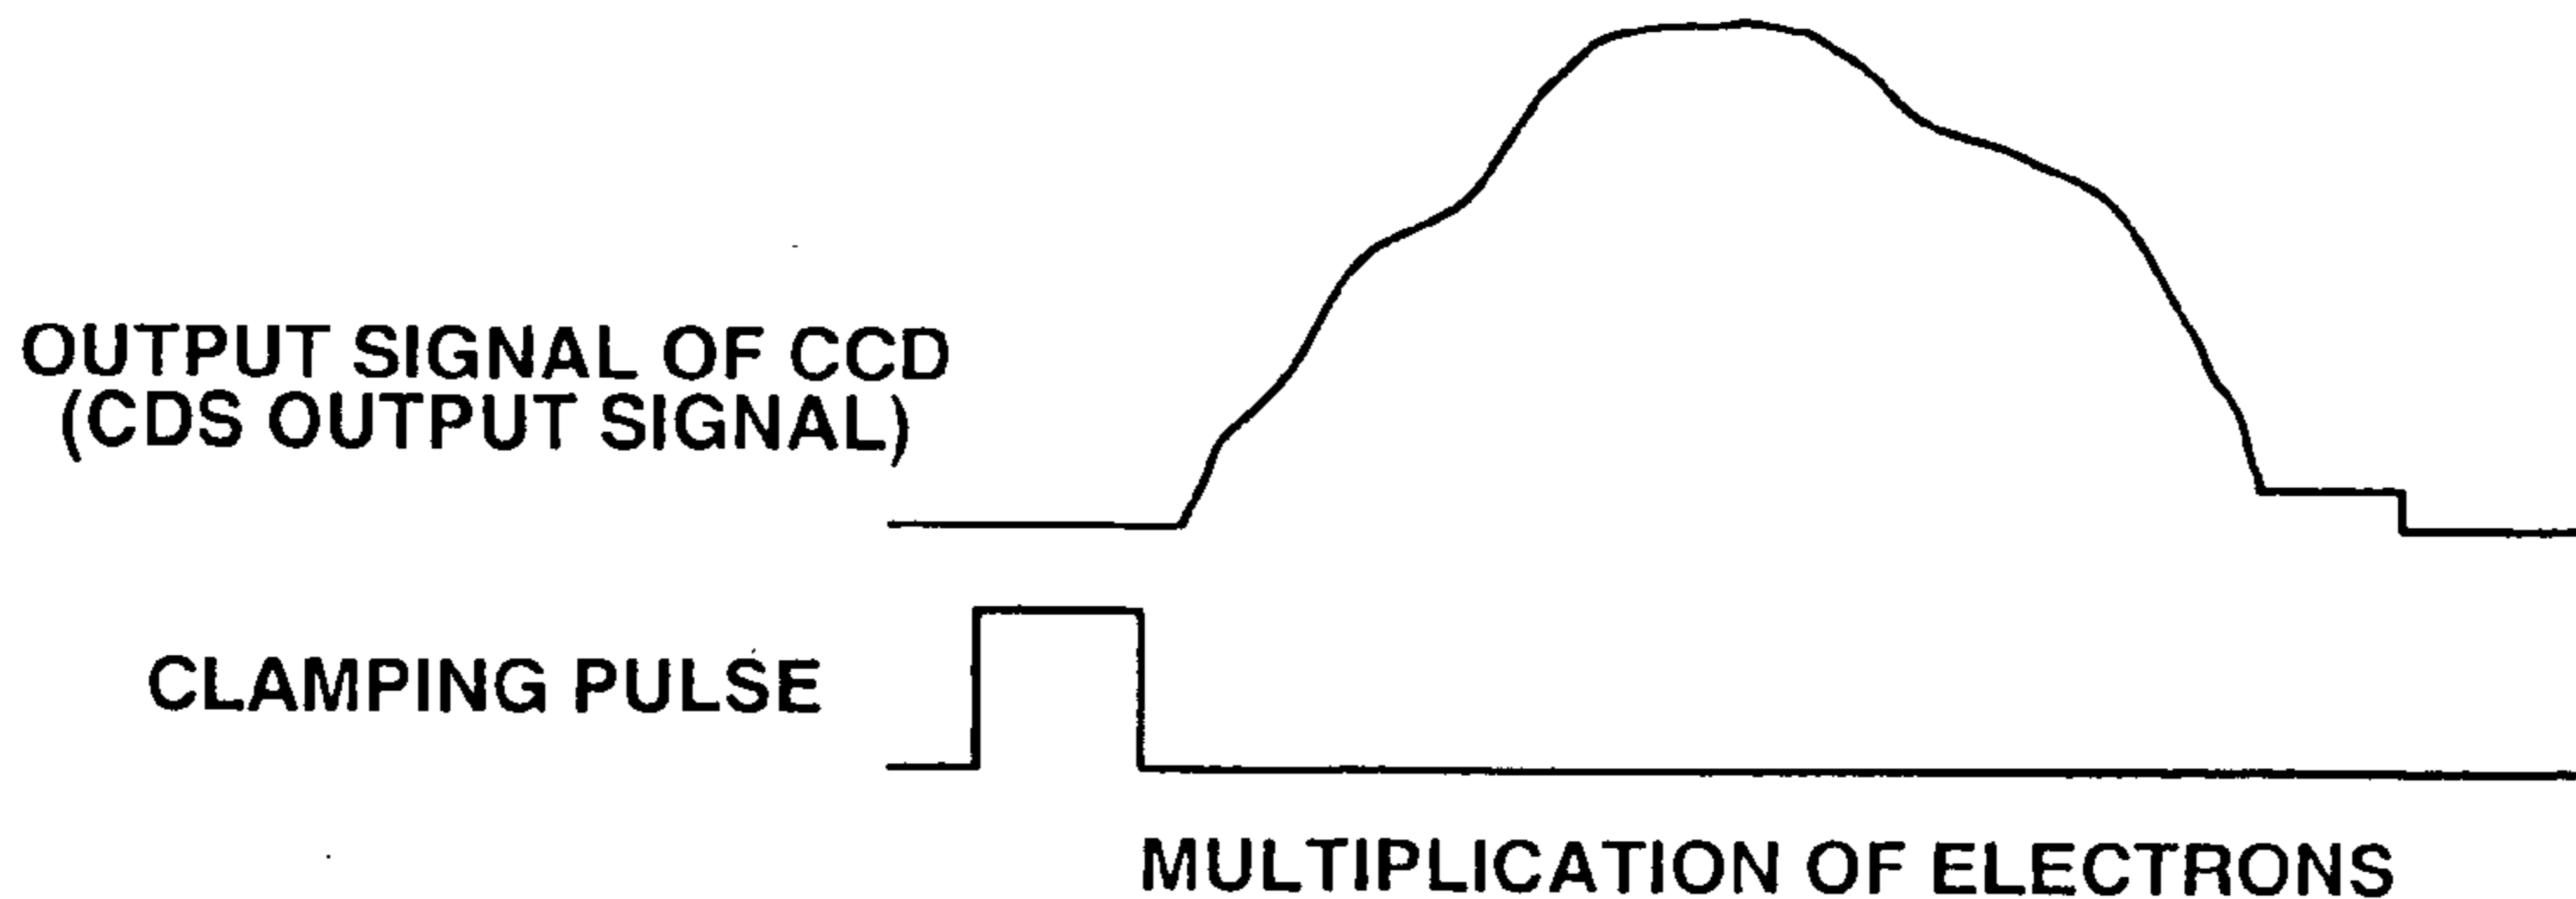 OUTPUT SIGNAL OF CCD
(CDS OUTPUT SIGNAL)
CLAMPING PULSE
MULTIPLICATION OF ELECTRONS